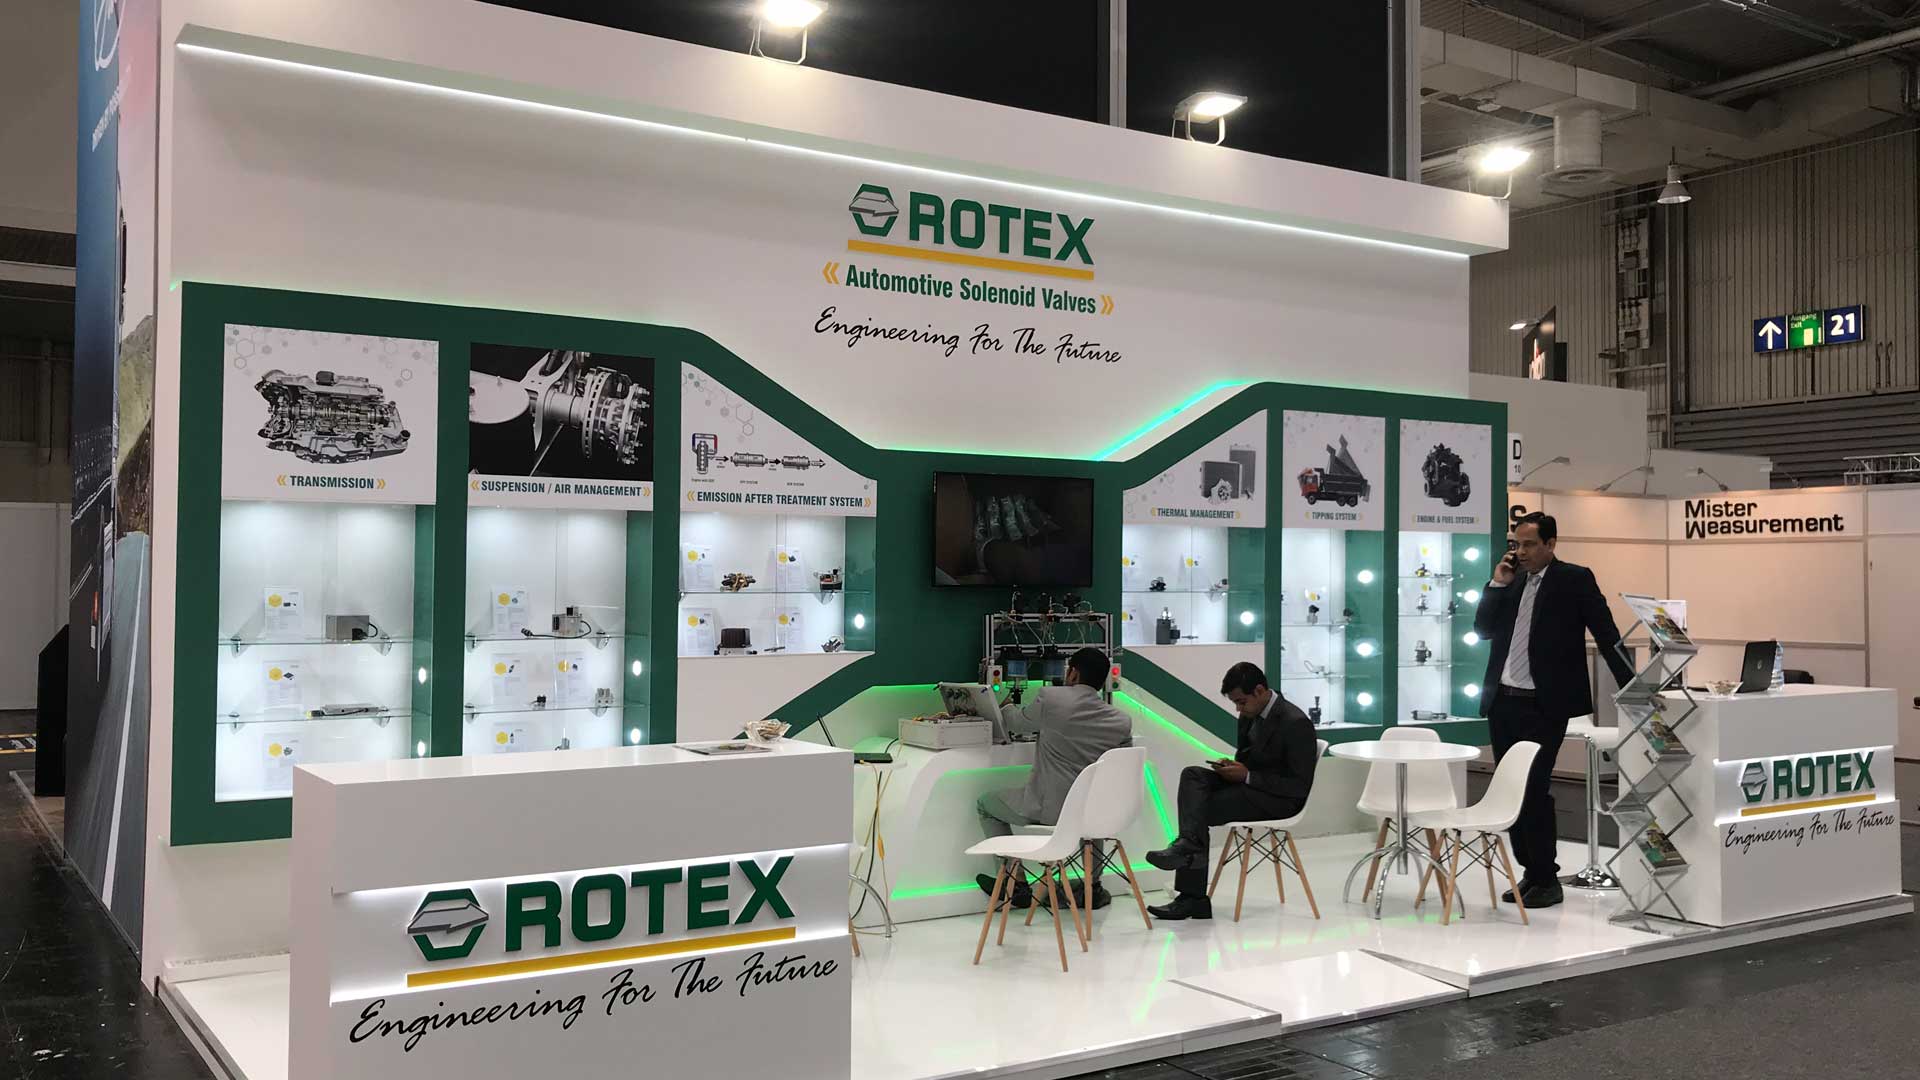 ROTEX
« Automotive Solenoid Valves »
Engineering For The Future
« TRANSMISSION »
« SUSPENSION / AIR MANAGEMENT »
« EMISSION AFTER TREATMENT SYSTEM »
« THERMAL MANAGEMENT »
« TIPPING SYSTEM »
« ENGINE & FUEL SYSTEM »
Ausgang
Exit
21
D
10
S
Mister
Measurement
ROTEX
Engineering For The Future
ROTEX
Engineering For The Future